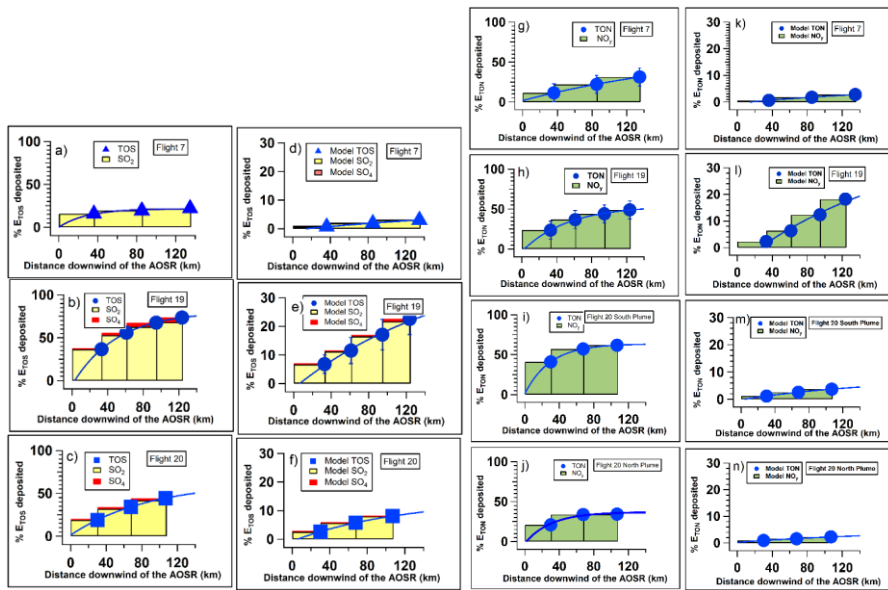 a)
TOS
SO2
Flight 7
100
50
0
% ETOS deposited
0 40 80 120
Distance downwind of the AOSR (km)
b)
TOS
SO2
SO4
Flight 19
100
75
50
25
0
% ETOS deposited
0 40 80 120
Distance downwind of the AOSR (km)
c)
TOS
SO2
SO4
Flight 20
100
50
0
% ETOS deposited
0 40 80 120
Distance downwind of the AOSR (km)
d)
Model TOS
Model SO2
Model SO4
Flight 7
30
20
10
0
% ETOS deposited
0 40 80 120
Distance downwind of the AOSR (km)
e)
Model TOS
Model SO2
Model SO4
Flight 19
30
20
10
0
% ETOS deposited
0 40 80 120
Distance downwind of the AOSR (km)
f)
Model TOS
Model SO2
Model SO4
Flight 20
30
20
10
0
% ETOS deposited
0 40 80 120
Distance downwind of the AOSR (km)
g)
TON
NOy
Flight 7
100
50
0
% ETON deposited
0 40 80 120
Distance downwind of the AOSR (km)
h)
TON
NOy
Flight 19
100
50
0
% ETON deposited
0 40 80 120
Distance downwind of the AOSR (km)
i)
TON
NOy
Flight 20 South Plume
100
50
0
% ETON deposited
0 40 80 120
Distance downwind of the AOSR (km)
j)
TON
NOy
Flight 20 North Plume
100
50
0
% ETON deposited
0 40 80 120
Distance downwind of the AOSR (km)
k)
Model TON
Model NOy
Flight 7
30
20
10
0
% ETON deposited
0 40 80 120
Distance downwind of the AOSR (km)
l)
Model TON
Model NOy
Flight 19
30
20
10
0
% ETON deposited
0 40 80 120
Distance downwind of the AOSR (km)
m)
Model TON
Model NOy
Flight 20 South Plume
30
20
10
0
% ETON deposited
0 40 80 120
Distance downwind of the AOSR (km)
n)
Model TON
Model NOy
Flight 20 North Plume
30
20
10
0
% ETON deposited
0 40 80 120
Distance downwind of the AOSR (km)